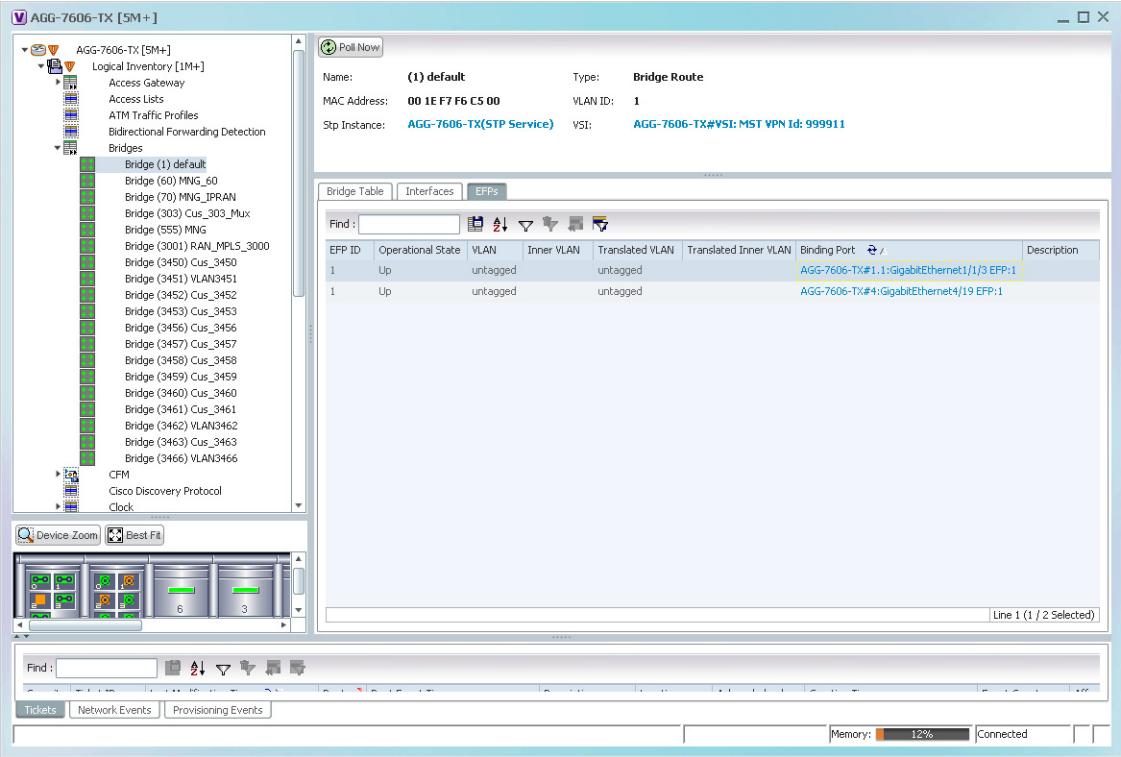 AGG-7606-TX [5M+]
AGG-7606-TX [5M+]
Logical Inventory [1M+]
Access Gateway
Access Lists
ATM Traffic Profiles
Bidirectional Forwarding Detection
Bridges
Bridge (1) default
Bridge (60) MNG_60
Bridge (70) MNG_IPRAN
Bridge (303) Cus_303_Mux
Bridge (555) MNG
Bridge (3001) RAN_MPLS_3000
Bridge (3450) Cus_3450
Bridge (3451) VLAN3451
Bridge (3452) Cus_3452
Bridge (3453) Cus_3453
Bridge (3456) Cus_3456
Bridge (3457) Cus_3457
Bridge (3458) Cus_3458
Bridge (3459) Cus_3459
Bridge (3460) Cus_3460
Bridge (3461) Cus_3461
Bridge (3462) VLAN3462
Bridge (3463) Cus_3463
Bridge (3466) VLAN3466
CFM
Cisco Discovery Protocol
Clock
Device Zoom Best Fit
6 3
Poll Now
Name: (1) default Type: Bridge Route
MAC Address: 00 1E F7 F6 C5 00 VLAN ID: 1
Stp Instance: AGG-7606-TX(STP Service) VSI: AGG-7606-TX#VSI: MST VPN Id: 999911
Bridge Table Interfaces EFPs
Find :
EFP ID Operational State VLAN Inner VLAN Translated VLAN Translated Inner VLAN Binding Port Description
1 Up untagged untagged AGG-7606-TX#1.1:GigabitEthernet1/1/3 EFP:1
1 Up untagged untagged AGG-7606-TX#4:GigabitEthernet4/19 EFP:1
Line 1 (1 / 2 Selected)
Find :
Tickets Network Events Provisioning Events
Memory: 12% Connected